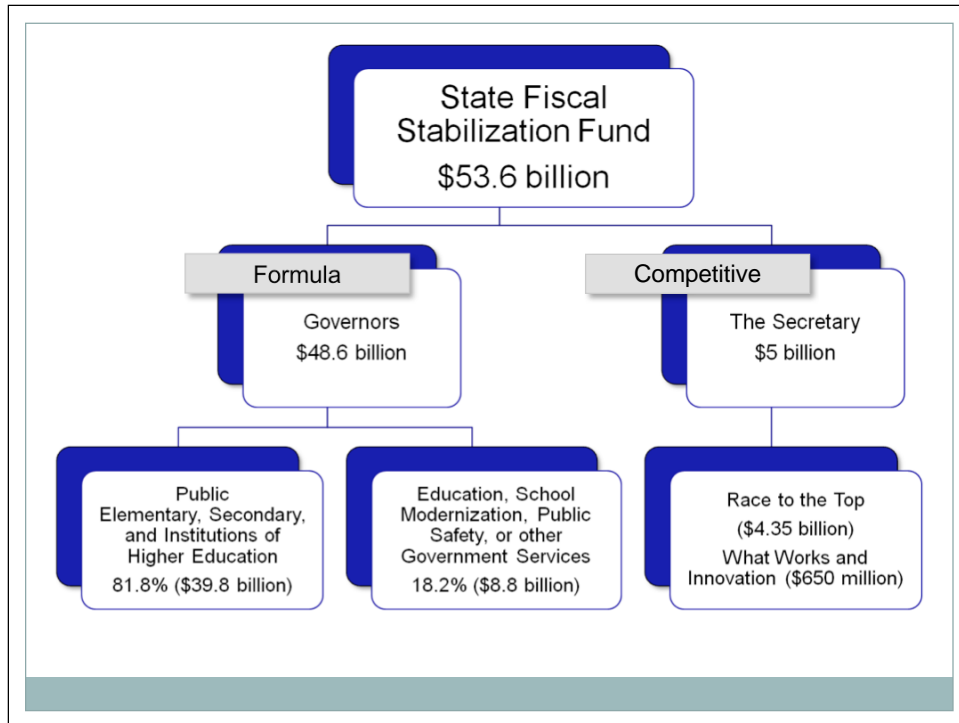 State Fiscal
Stabilization Fund
$53.6 billion
Formula
Governors
$48.6 billion
Competitive
The Secretary
$5 billion
Public
Elementary, Secondary,
and Institutions of
Higher Education
81.8% ($39.8 billion)
Education, School
Modernization, Public
Safety, or other
Government Services
18.2% ($8.8 billion)
Race to the Top
($4.35 billion)
What Works and
Innovation ($650 million)